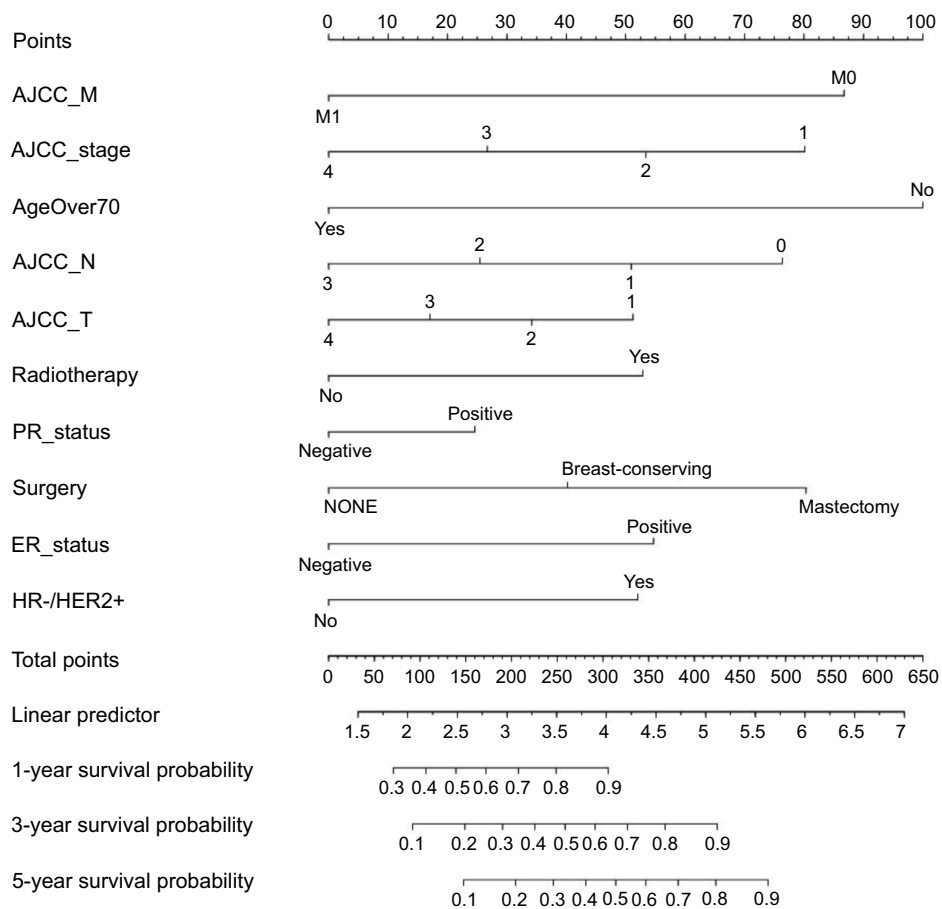 0 10 20 30 40 50 60 70 80 90 100
Points
M0
AJCC_M
M1
3 1
AJCC_stage
4 2
No
AgeOver70
Yes
2 0
AJCC_N
3 1
3 1
AJCC_T
4 2
Yes
Radiotherapy
No
Positive
PR_status
Negative
Breast-conserving
Surgery
NONE Mastectomy
Positive
ER_status
Negative
Yes
HR-/HER2+
No
Total points
0 50 100 150 200 250 300 350 400 450 500 550 600 650
Linear predictor
1.5 2 2.5 3 3.5 4 4.5 5 5.5 6 6.5 7
1-year survival probability
0.3 0.4 0.5 0.6 0.7 0.8 0.9
3-year survival probability
0.1 0.2 0.3 0.4 0.5 0.6 0.7 0.8 0.9
5-year survival probability
0.1 0.2 0.3 0.4 0.5 0.6 0.7 0.8 0.9